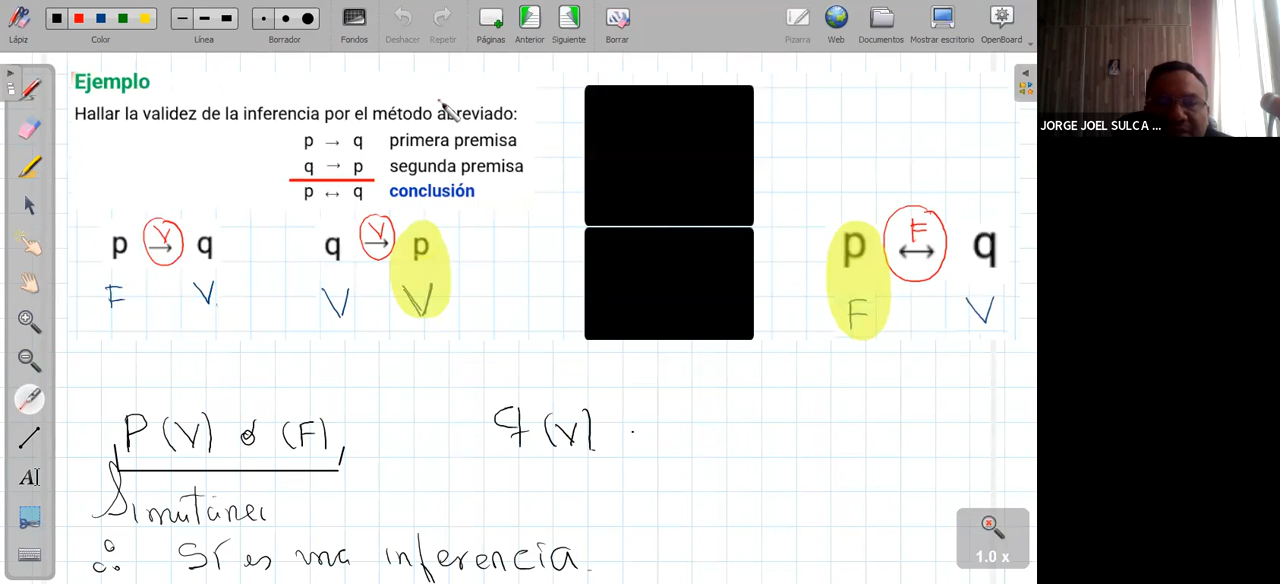 Lápiz Color Línea Borrador Fondos Deshacer Repetir Páginas Anterior Siguiente Borrar Pizarra Web Documentos Mostrar escritorio OpenBoard
JORGE JOEL SULCA ...
Ejemplo
Hallar la validez de la inferencia por el método abreviado:
p → q primera premisa
q → p segunda premisa
p ↔ q conclusión
V V F
p → q q → p p ↔ q
F V V V F V
P (V) ó (F) q (V) .
Simutánea
∴ Sí es una inferencia.
1.0 x